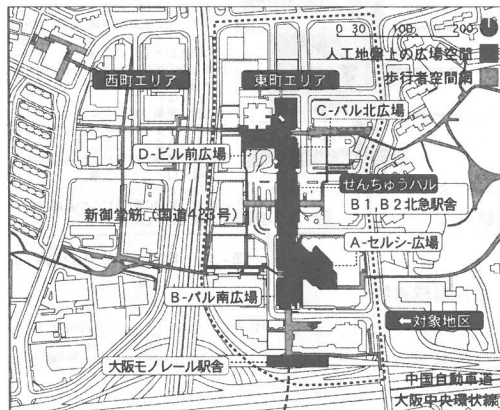 0 30 100 200
人工地盤上の広場空間
歩行者空間網
西町エリア
東町エリア
C-パル北広場
D-ビル前広場
せんちゅうパル
B1,B2北急駅舎
新御堂筋(国道423号)
A-セルシー広場
B-パル南広場
←対象地区
大阪モノレール駅舎
中国自動車道
大阪中央環状線